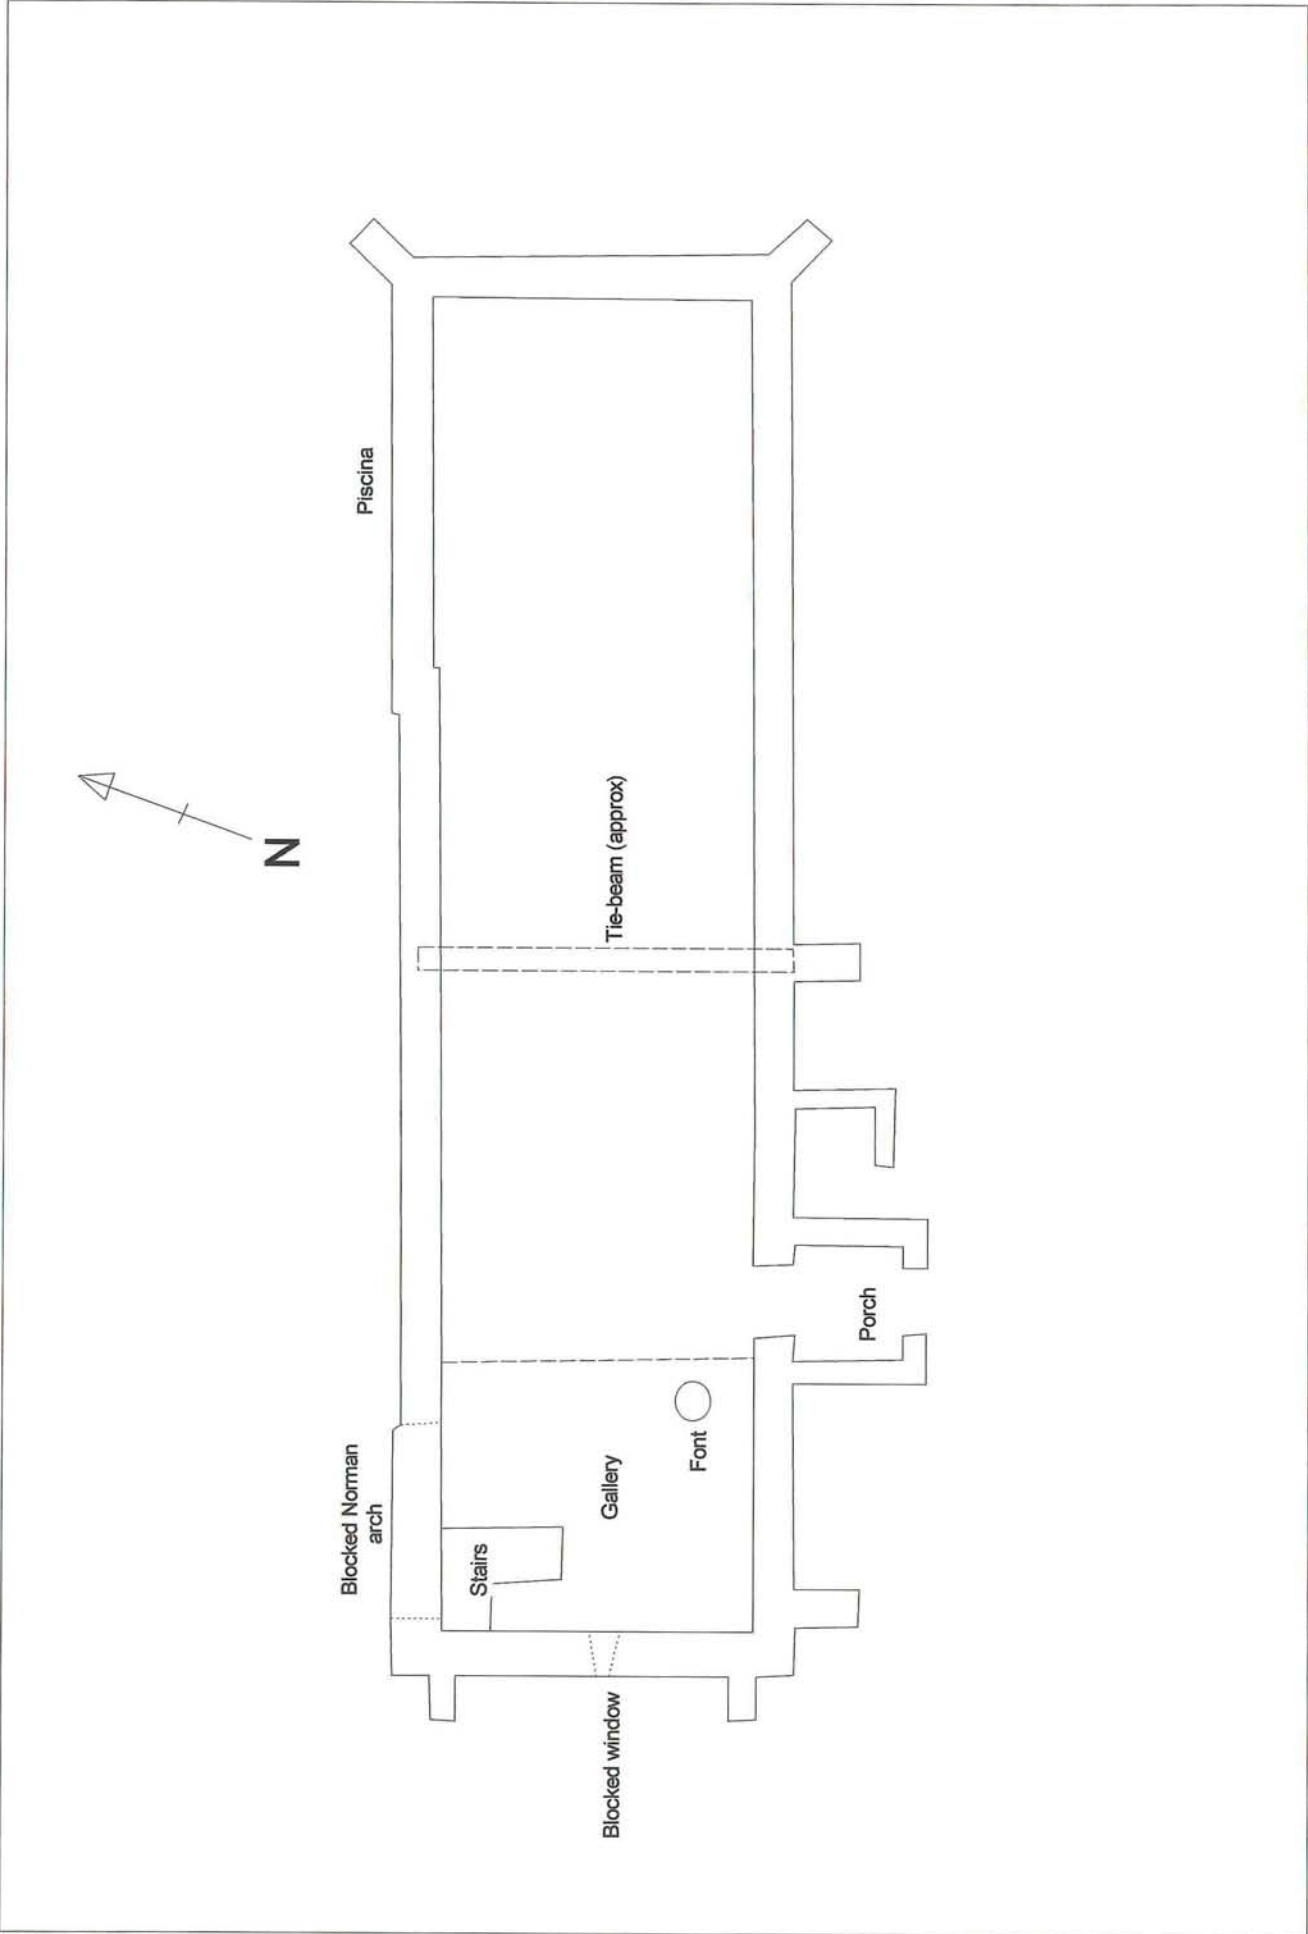 N
Blocked Norman
arch
Piscina
Stairs
Blocked window
Gallery
Tie-beam (approx)
Font
Porch